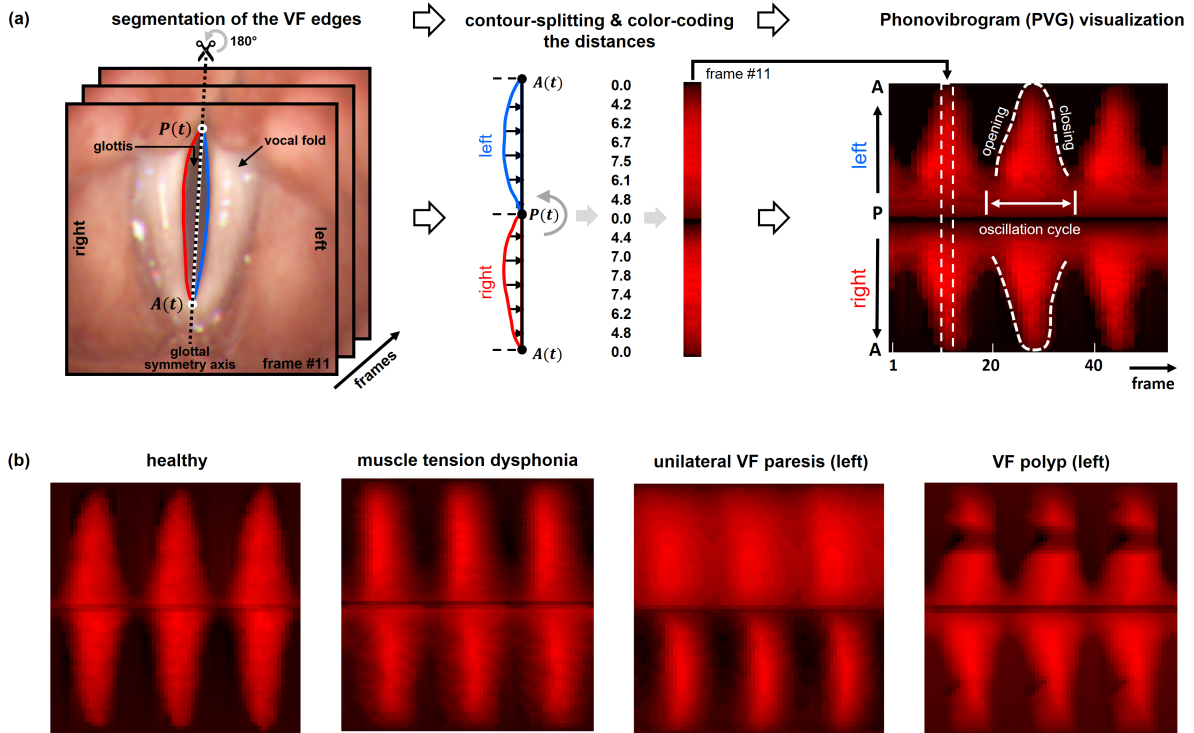 (a)
segmentation of the VF edges
180°
P(t)
glottis
vocal fold
right
left
A(t)
glottal
symmetry axis
frame #11
frames
contour-splitting & color-coding
the distances
A(t)
left
P(t)
right
A(t)
0.0
4.2
6.2
6.7
7.5
6.1
4.8
0.0
4.4
7.0
7.8
7.4
6.2
4.8
0.0
frame #11
Phonovibrogram (PVG) visualization
A
left
P
right
A
opening
closing
oscillation cycle
1
20
40
frame
(b)
healthy
muscle tension dysphonia
unilateral VF paresis (left)
VF polyp (left)